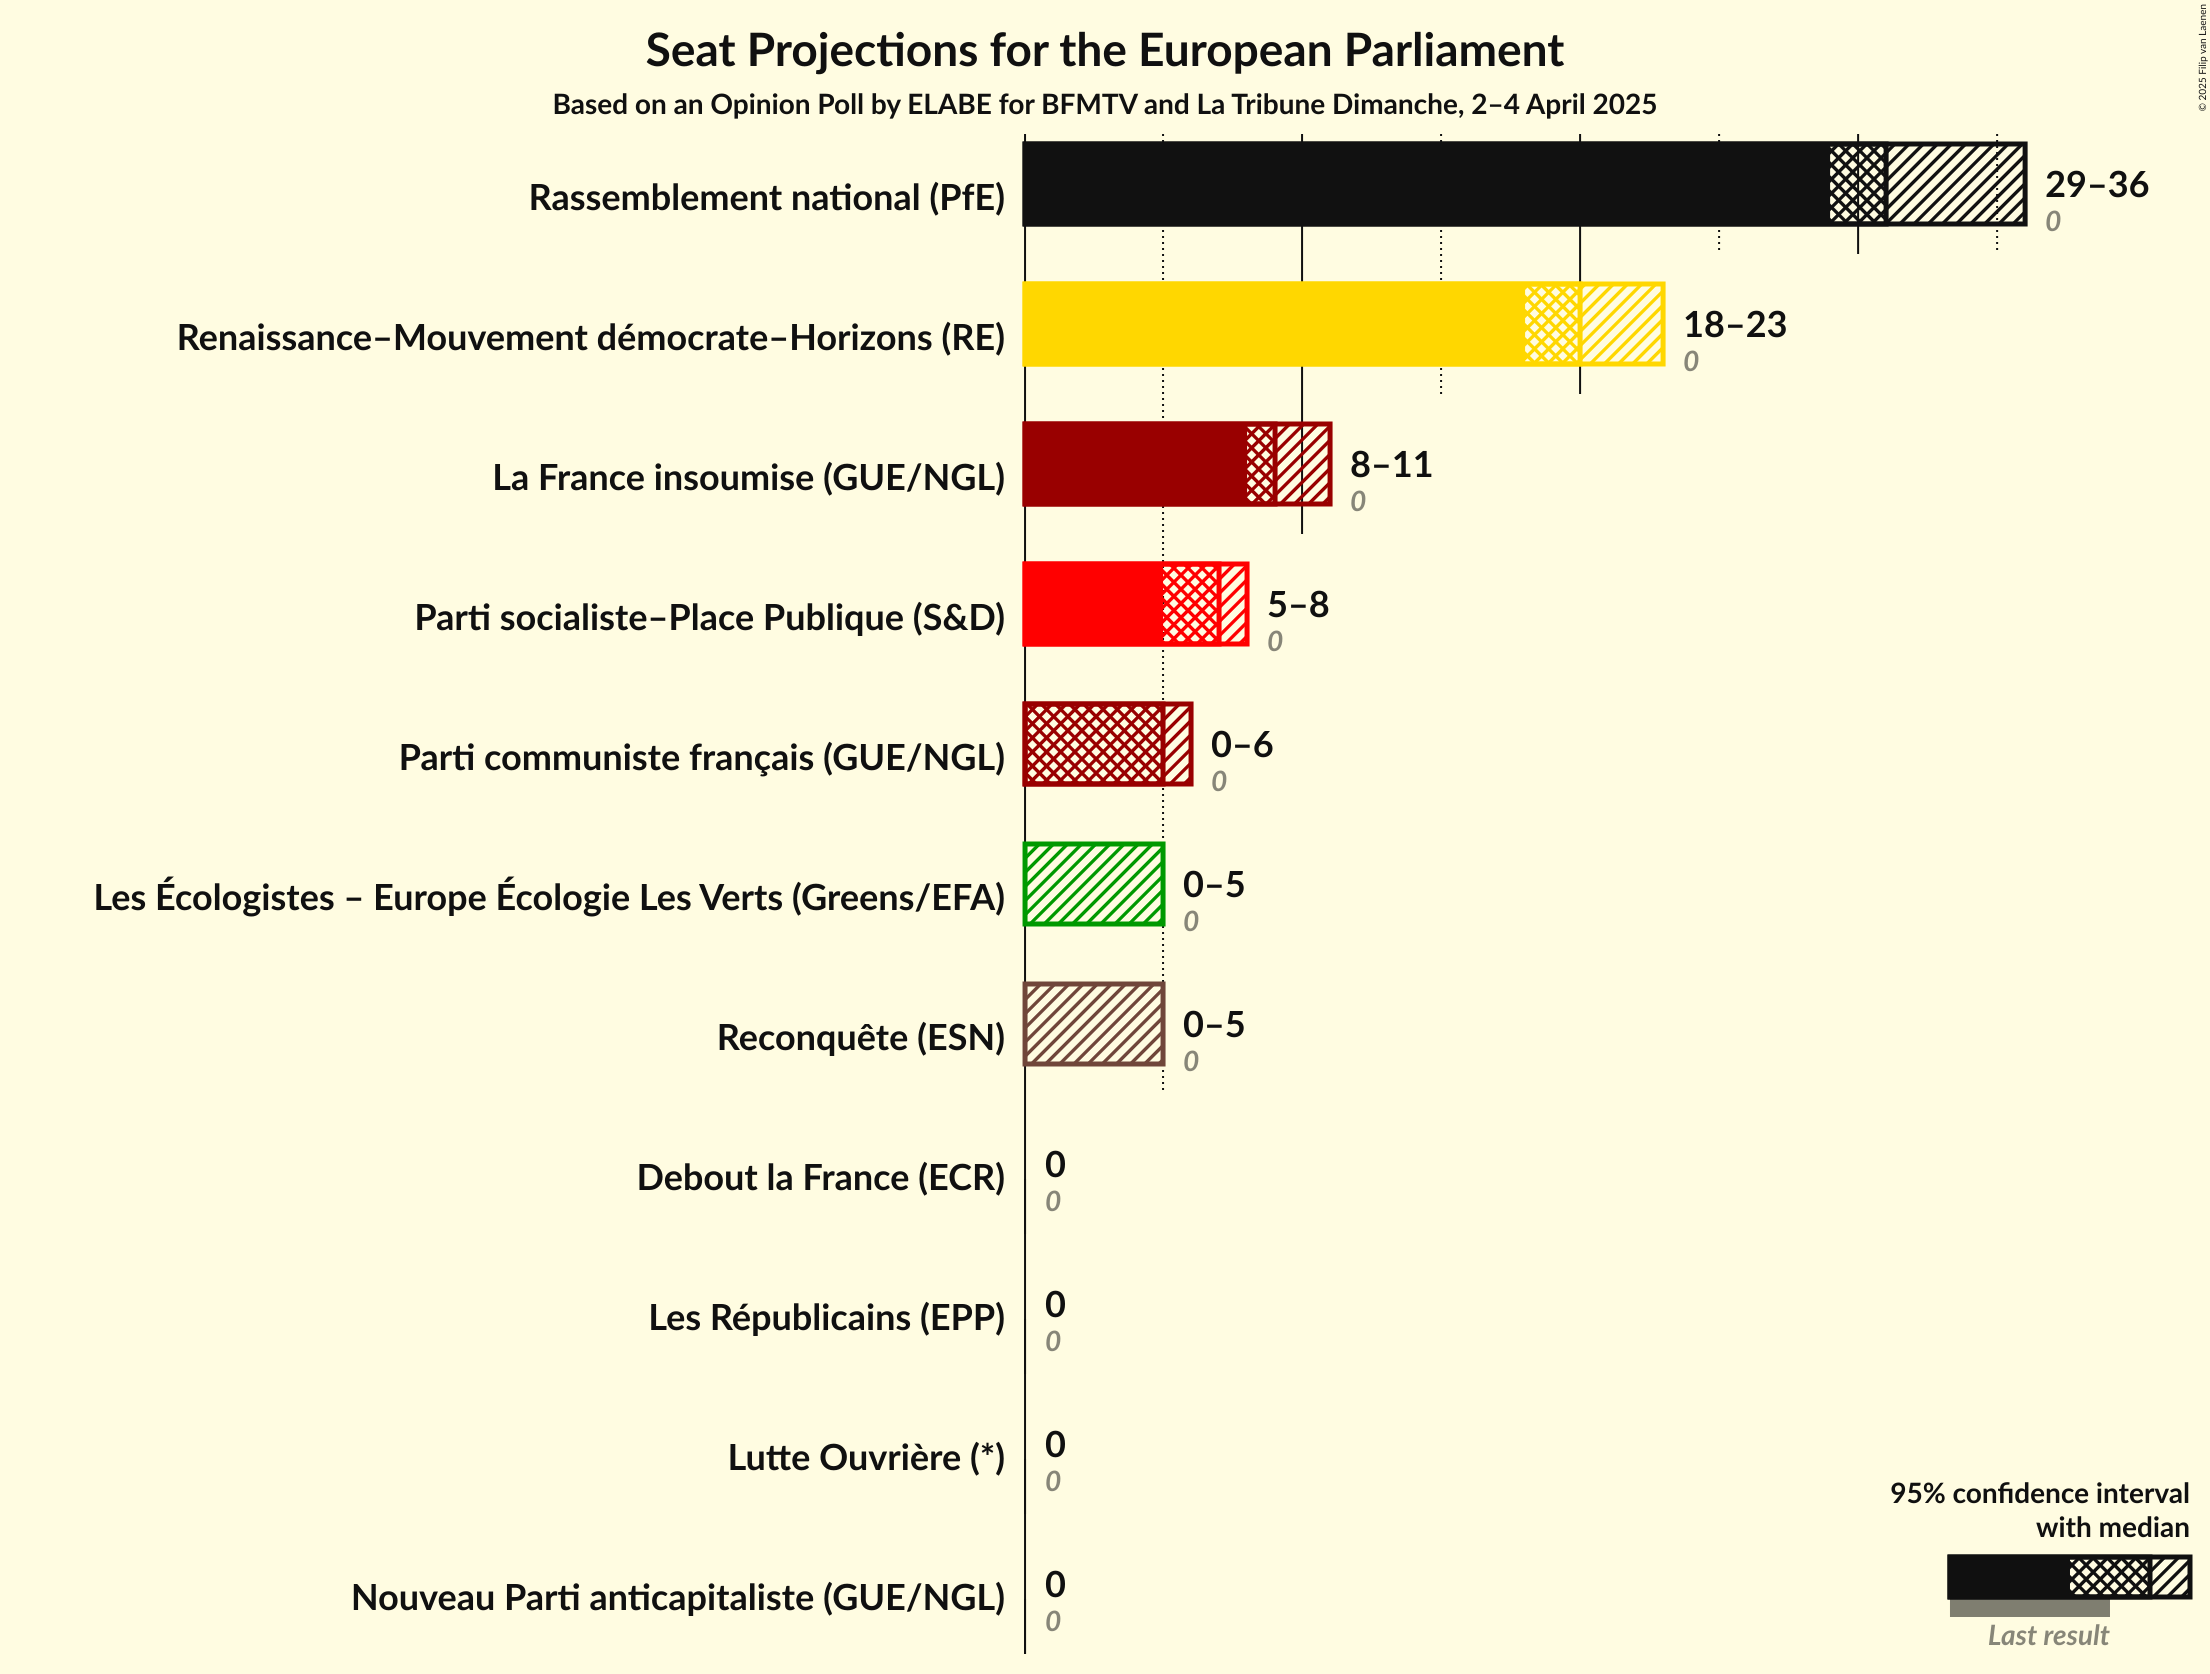 Seat Projections for the European Parliament
Based on an Opinion Poll by ELABE for BFMTV and La Tribune Dimanche, 2–4 April 2025
© 2025 Filip van Laenen
Rassemblement national (PfE)
29–36
0
Renaissance–Mouvement démocrate–Horizons (RE)
18–23
0
La France insoumise (GUE/NGL)
8–11
0
Parti socialiste–Place Publique (S&D)
5–8
0
Parti communiste français (GUE/NGL)
0–6
0
Les Écologistes – Europe Écologie Les Verts (Greens/EFA)
0–5
0
Reconquête (ESN)
0–5
0
Debout la France (ECR)
0
0
Les Républicains (EPP)
0
0
Lutte Ouvrière (*)
0
0
Nouveau Parti anticapitaliste (GUE/NGL)
0
0
95% confidence interval
with median
Last result